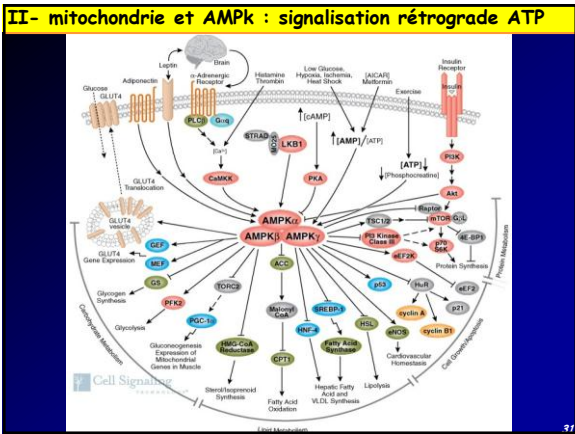 II- mitochondrie et AMPk : signalisation rétrograde ATP
Glucose
GLUT4
Adiponectin
Leptin
Brain
α-Adrenergic
Receptor
Histamine
Thrombin
Low Glucose,
Hypoxia, Ischemia,
Heat Shock
[AICAR]
Metformin
Exercise
Insulin
Receptor
Insulin
PLCβ
Gαq
[Ca²⁺]
STRAD
MO25
LKB1
[cAMP]
[AMP]/[ATP]
[ATP]
[Phosphocreatine]
PI3K
Akt
CaMKK
PKA
GLUT4
Translocation
GLUT4
vesicle
AMPKα
AMPKβ
AMPKγ
Raptor
TSC1/2
mTOR
GβL
PI3 Kinase
Class III
p70
S6K
4E-BP1
eEF2K
Protein Synthesis
Protein Metabolism
GEF
MEF
GLUT4
Gene Expression
GS
Glycogen
Synthesis
PFK2
Glycolysis
TORC2
PGC-1α
Gluconeogenesis
Expression of
Mitochondrial
Genes in Muscle
HMG-CoA
Reductase
Sterol/Isoprenoid
Synthesis
ACC
Malonyl
CoA
CPT1
Fatty Acid
Oxidation
SREBP-1
HNF-4
Fatty Acid
Synthase
Hepatic Fatty
Acid and
VLDL Synthesis
HSL
Lipolysis
eNOS
Cardiovascular
Homestasis
p53
HuR
cyclin A
cyclin B1
p21
eEF2
Carbohydrate Metabolism
Lipid Metabolism
Cell Growth/Apoptosis
Cell Signaling
31